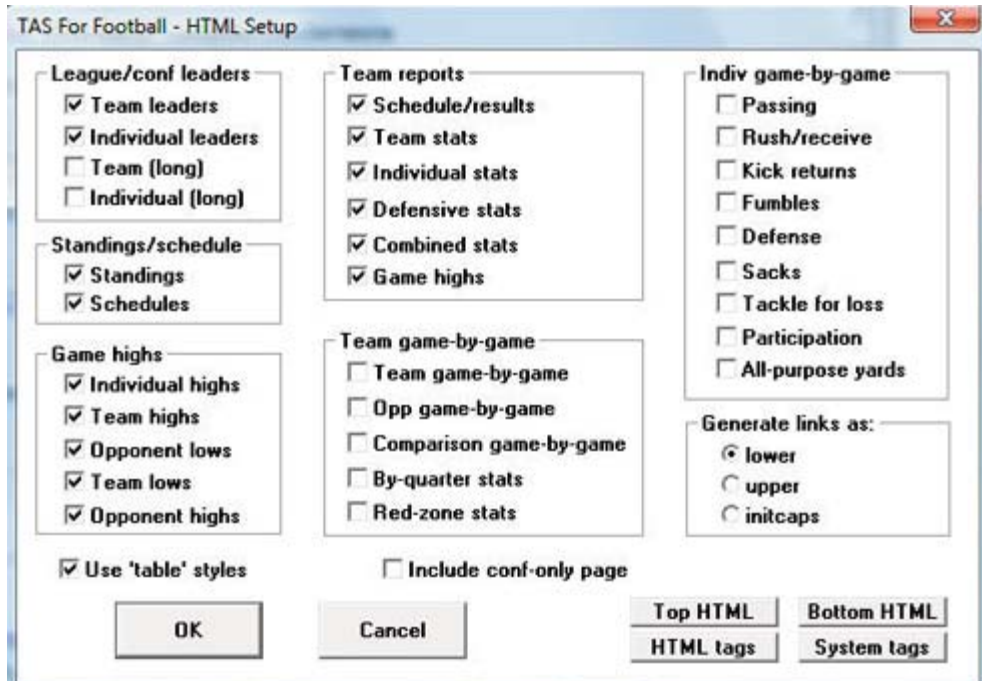 TAS For Football - HTML Setup
League/conf leaders
Team leaders
Individual leaders
Team (long)
Individual (long)
Standings/schedule
Standings
Schedules
Game highs
Individual highs
Team highs
Opponent lows
Team lows
Opponent highs
Team reports
Schedule/results
Team stats
Individual stats
Defensive stats
Combined stats
Game highs
Team game-by-game
Team game-by-game
Opp game-by-game
Comparison game-by-game
By-quarter stats
Red-zone stats
Indiv game-by-game
Passing
Rush/receive
Kick returns
Fumbles
Defense
Sacks
Tackle for loss
Participation
All-purpose yards
Generate links as:
lower
upper
initcaps
Use 'table' styles
Include conf-only page
OK
Cancel
Top HTML
Bottom HTML
HTML tags
System tags